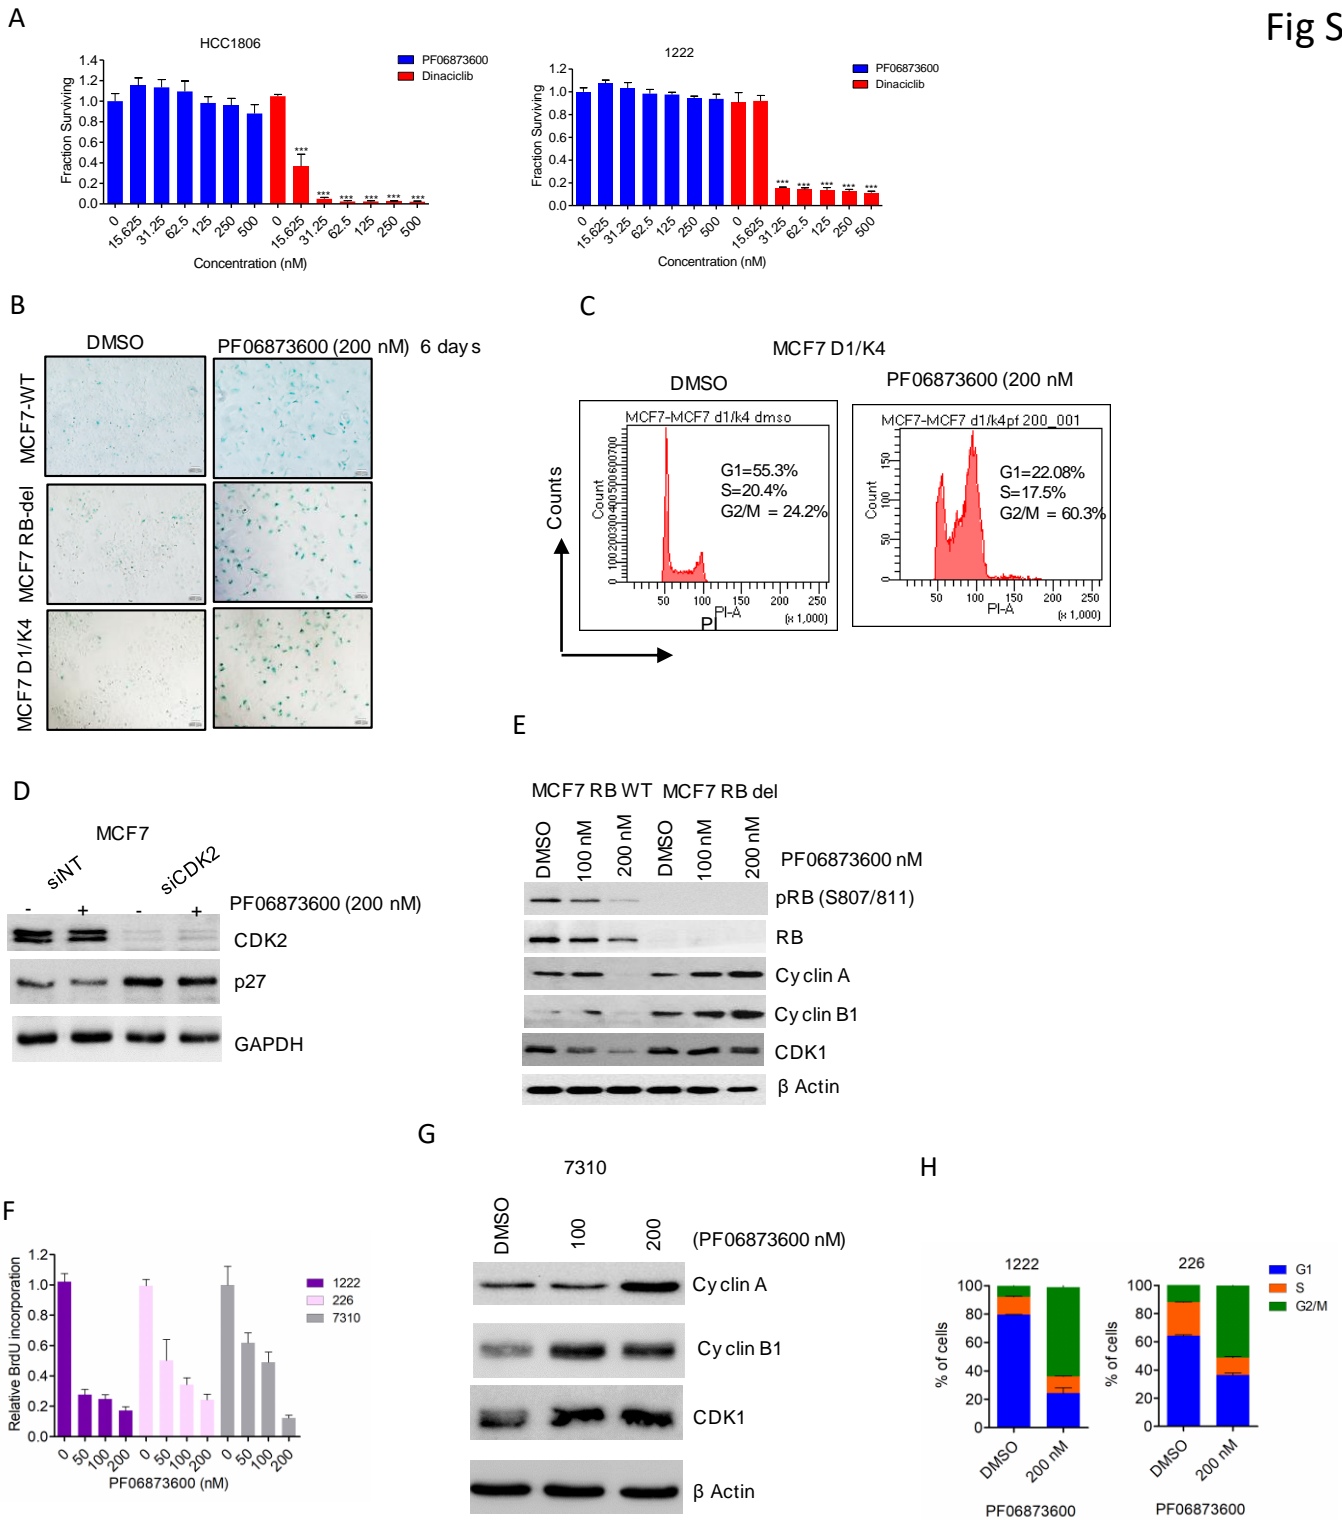 Fig S
A
HCC1806
PF06873600
Dinaciclib
Fraction Surviving
1.4
1.2
1.0
0.8
0.6
0.4
0.2
0.0
***
***
***
***
***
***
0
15.625
31.25
62.5
125
250
500
0
15.625
31.25
62.5
125
250
500
Concentration (nM)
1222
PF06873600
Dinaciclib
Fraction Surviving
1.2
1.0
0.8
0.6
0.4
0.2
0.0
***
***
***
***
***
0
15.625
31.25
62.5
125
250
500
0
15.625
31.25
62.5
125
250
500
Concentration (nM)
B
DMSO
PF06873600 (200 nM) 6 days
MCF7-WT
MCF7 RB-del
MCF7 D1/K4
C
MCF7 D1/K4
DMSO
PF06873600 (200 nM
MCF7-MCF7 d1/k4 dmso
G1=55.3%
S=20.4%
G2/M = 24.2%
Count
0 100 200 300 400 500 600 700
50 100 150 200 250
PI-A
(x 1,000)
MCF7-MCF7 d1/k4pf 200_001
G1=22.08%
S=17.5%
G2/M = 60.3%
Count
0 50 100 150
50 100 150 200 250
PI-A
(x 1,000)
Counts
PI
D
MCF7
siNT
siCDK2
- + - +
PF06873600 (200 nM)
CDK2
p27
GAPDH
E
MCF7 RB WT MCF7 RB del
DMSO
100 nM
200 nM
DMSO
100 nM
200 nM
PF06873600 nM
pRB (S807/811)
RB
Cyclin A
Cyclin B1
CDK1
β Actin
F
Relative BrdU incorporation
1.2
1.0
0.8
0.6
0.4
0.2
0.0
1222
226
7310
0
50
100
200
0
50
100
200
0
50
100
200
PF06873600 (nM)
G
7310
DMSO
100
200
(PF06873600 nM)
Cyclin A
Cyclin B1
CDK1
β Actin
H
1222
% of cells
100
80
60
40
20
0
DMSO
200 nM
PF06873600
226
% of cells
100
80
60
40
20
0
DMSO
200 nM
PF06873600
G1
S
G2/M